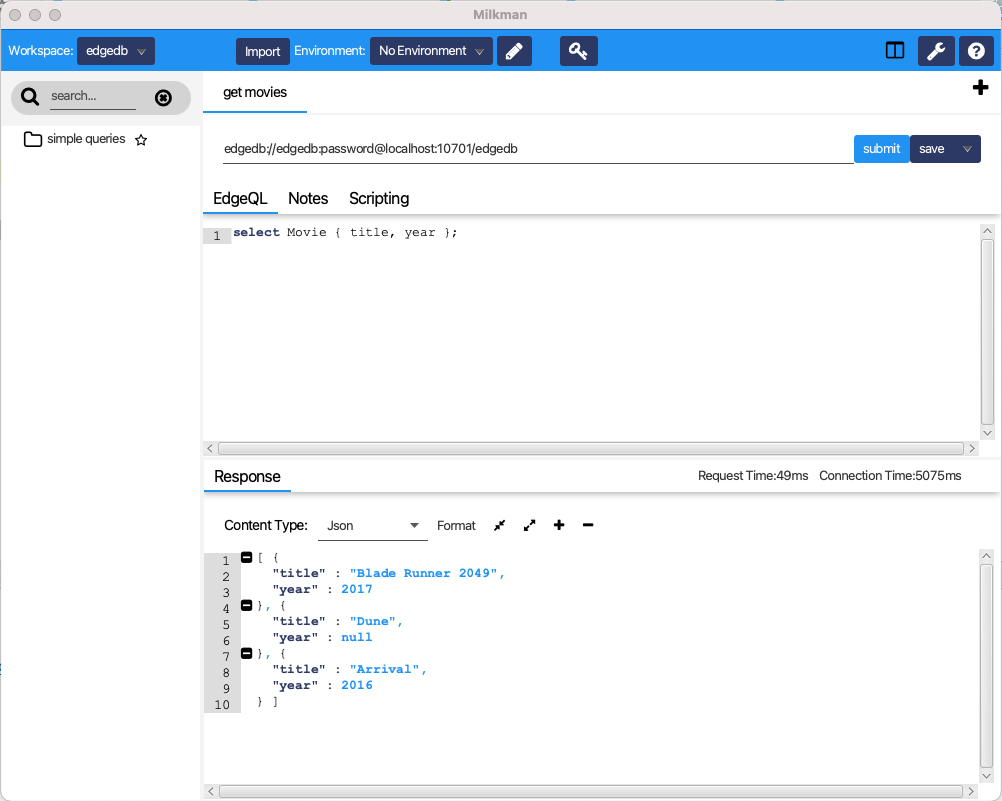 Milkman
Workspace: edgedb Import Environment: No Environment
search...
get movies
simple queries
edgedb://edgedb:password@localhost:10701/edgedb submit save
EdgeQL Notes Scripting
1 select Movie { title, year };
Response Request Time:49ms Connection Time:5075ms
Content Type: Json Format
1 [ {
2 "title" : "Blade Runner 2049",
3 "year" : 2017
4 }, {
5 "title" : "Dune",
6 "year" : null
7 }, {
8 "title" : "Arrival",
9 "year" : 2016
10 } ]